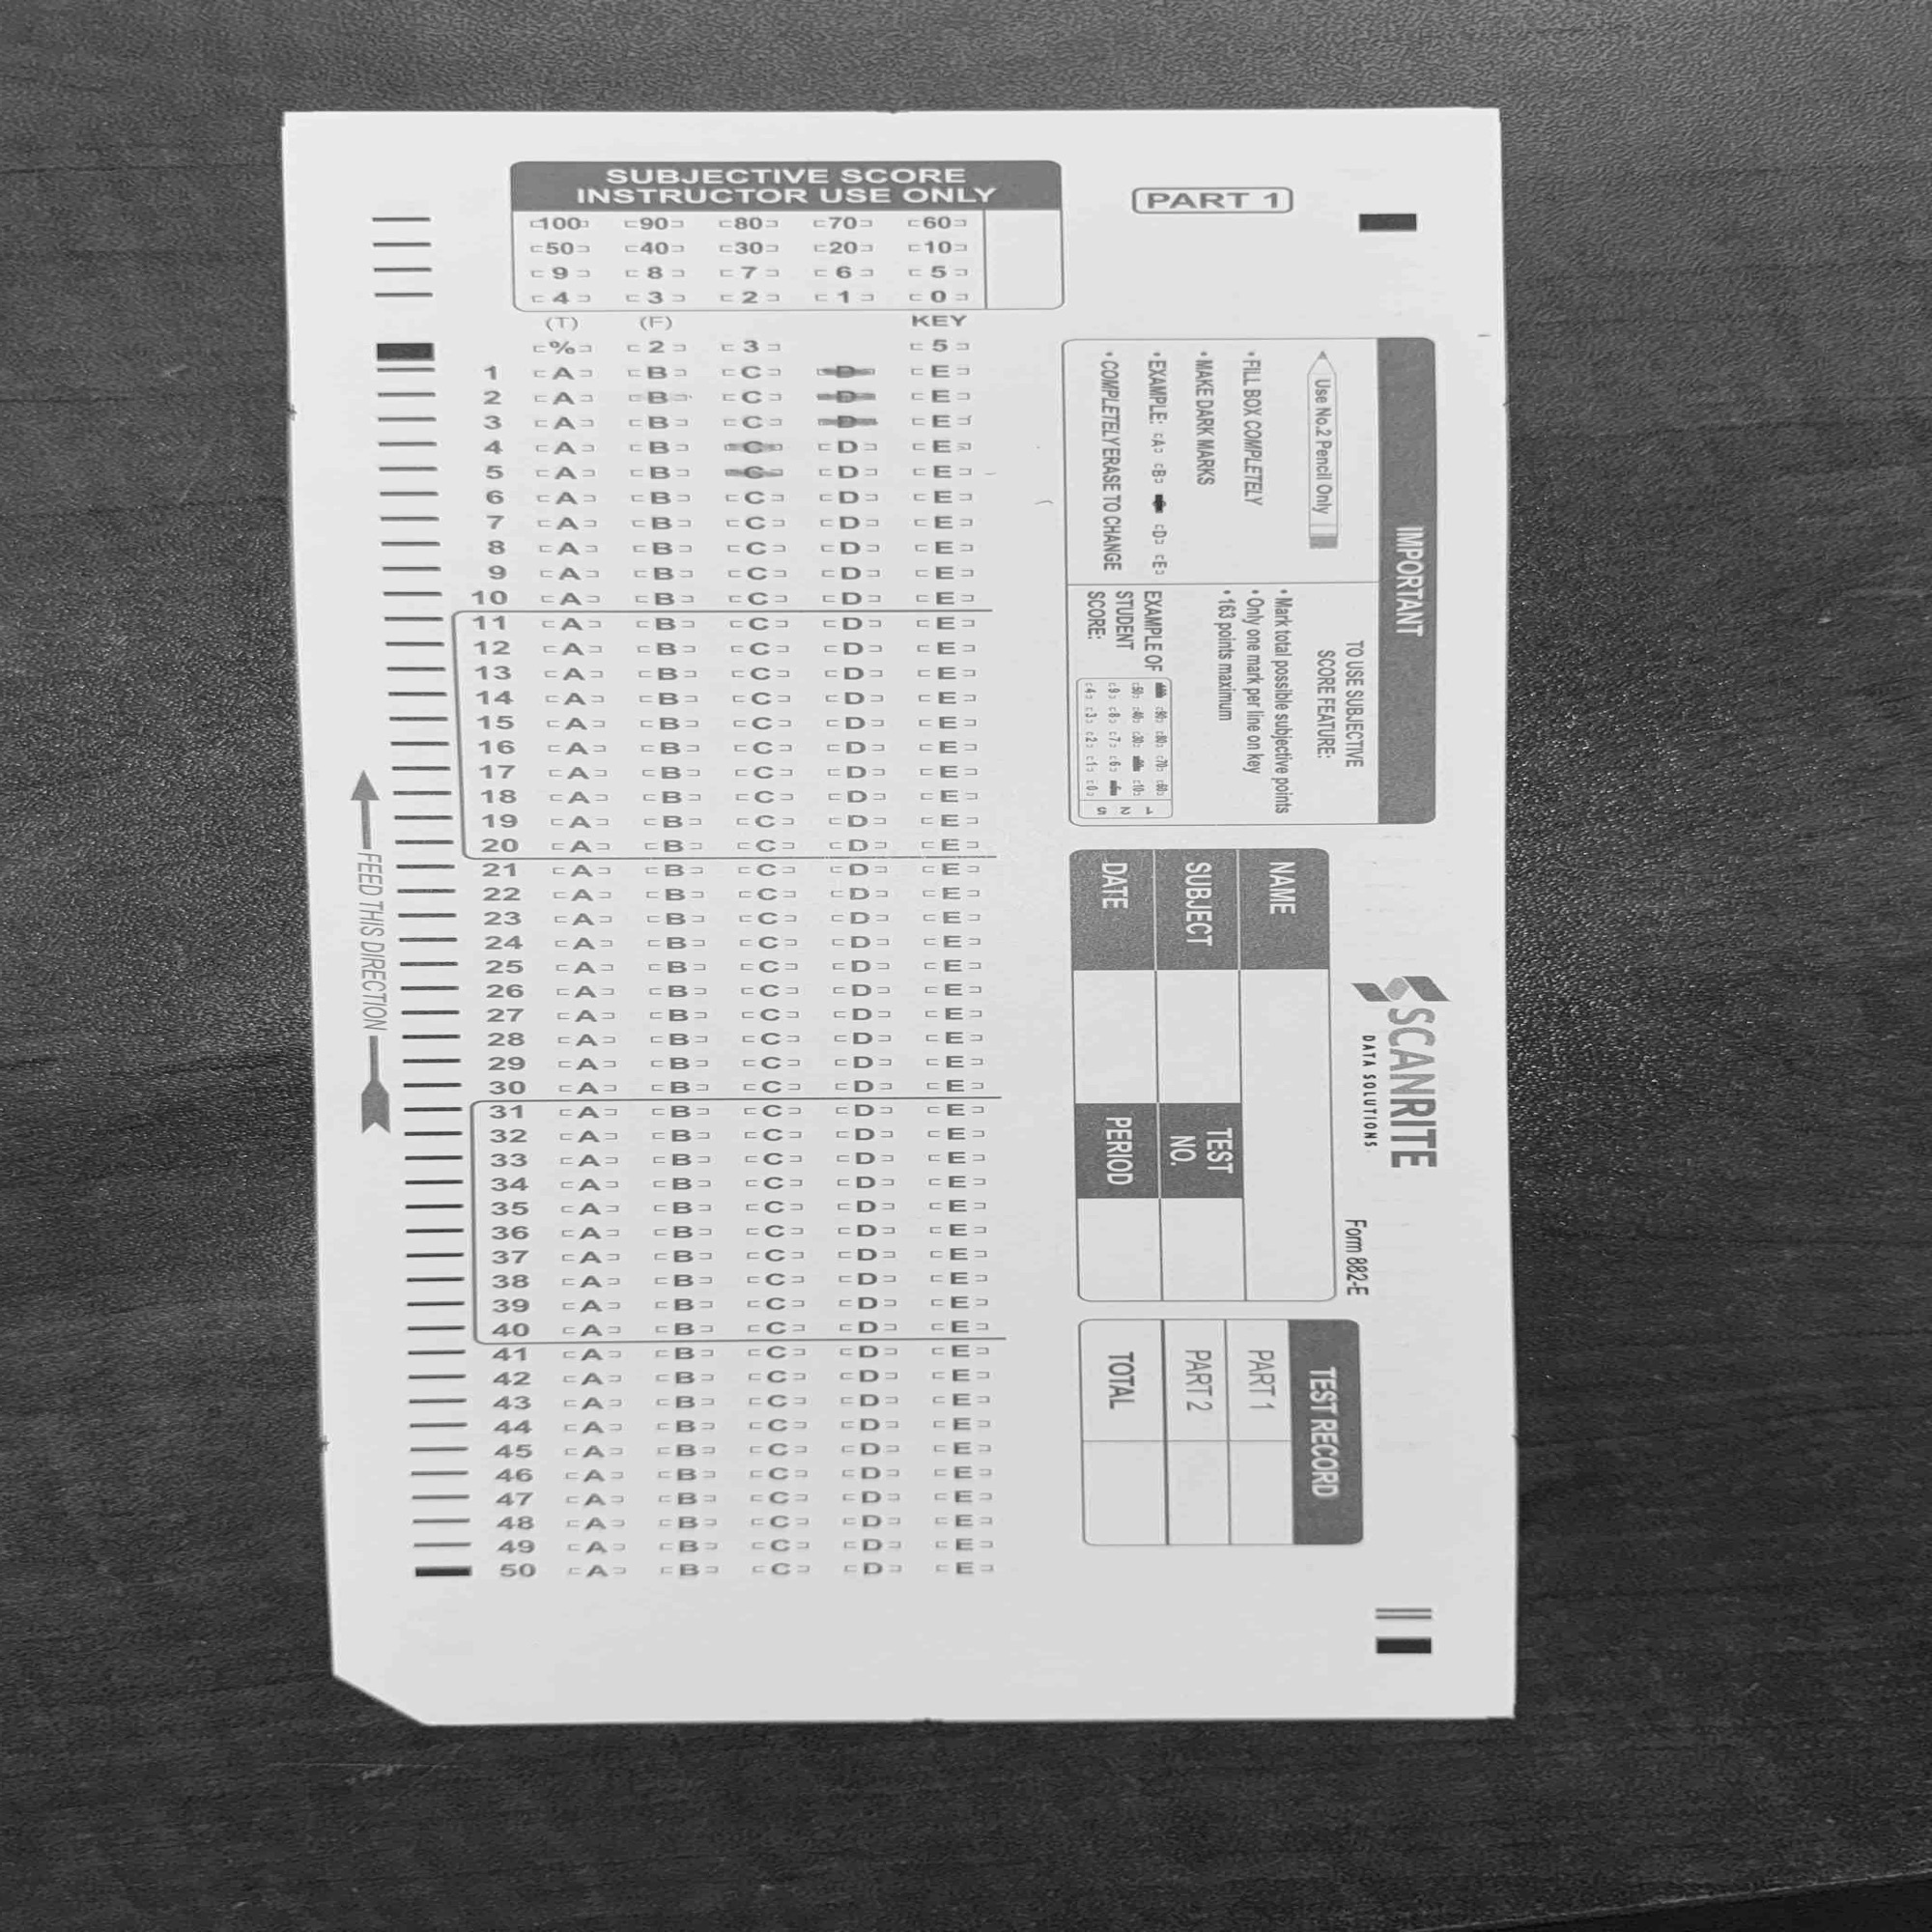 SUBJECTIVE SCORE
INSTRUCTOR USE ONLY
100 90 80 70 60
50 40 30 20 10
9 8 7 6 5
4 3 2 1 0
(T) (F) KEY
% 2 3 5
1 A B C D E
2 A B C D E
3 A B C D E
4 A B C D E
5 A B C D E
6 A B C D E
7 A B C D E
8 A B C D E
9 A B C D E
10 A B C D E
11 A B C D E
12 A B C D E
13 A B C D E
14 A B C D E
15 A B C D E
16 A B C D E
17 A B C D E
18 A B C D E
19 A B C D E
20 A B C D E
21 A B C D E
22 A B C D E
23 A B C D E
24 A B C D E
25 A B C D E
26 A B C D E
27 A B C D E
28 A B C D E
29 A B C D E
30 A B C D E
31 A B C D E
32 A B C D E
33 A B C D E
34 A B C D E
35 A B C D E
36 A B C D E
37 A B C D E
38 A B C D E
39 A B C D E
40 A B C D E
41 A B C D E
42 A B C D E
43 A B C D E
44 A B C D E
45 A B C D E
46 A B C D E
47 A B C D E
48 A B C D E
49 A B C D E
50 A B C D E
FEED THIS DIRECTION
PART 1
IMPORTANT
Use No.2 Pencil Only
• FILL BOX COMPLETELY
• MAKE DARK MARKS
• EXAMPLE: A B D E
• COMPLETELY ERASE TO CHANGE
TO USE SUBJECTIVE
SCORE FEATURE:
• Mark total possible subjective points
• Only one mark per line on key
• 163 points maximum
EXAMPLE OF
STUDENT
SCORE:
90 80 70 60 1
50 40 30 10 2
9 8 7 6 5
4 3 2 1 0
SCANRITE
DATA SOLUTIONS
Form 882-E
NAME
SUBJECT
TEST
NO.
DATE
PERIOD
TEST RECORD
PART 1
PART 2
TOTAL